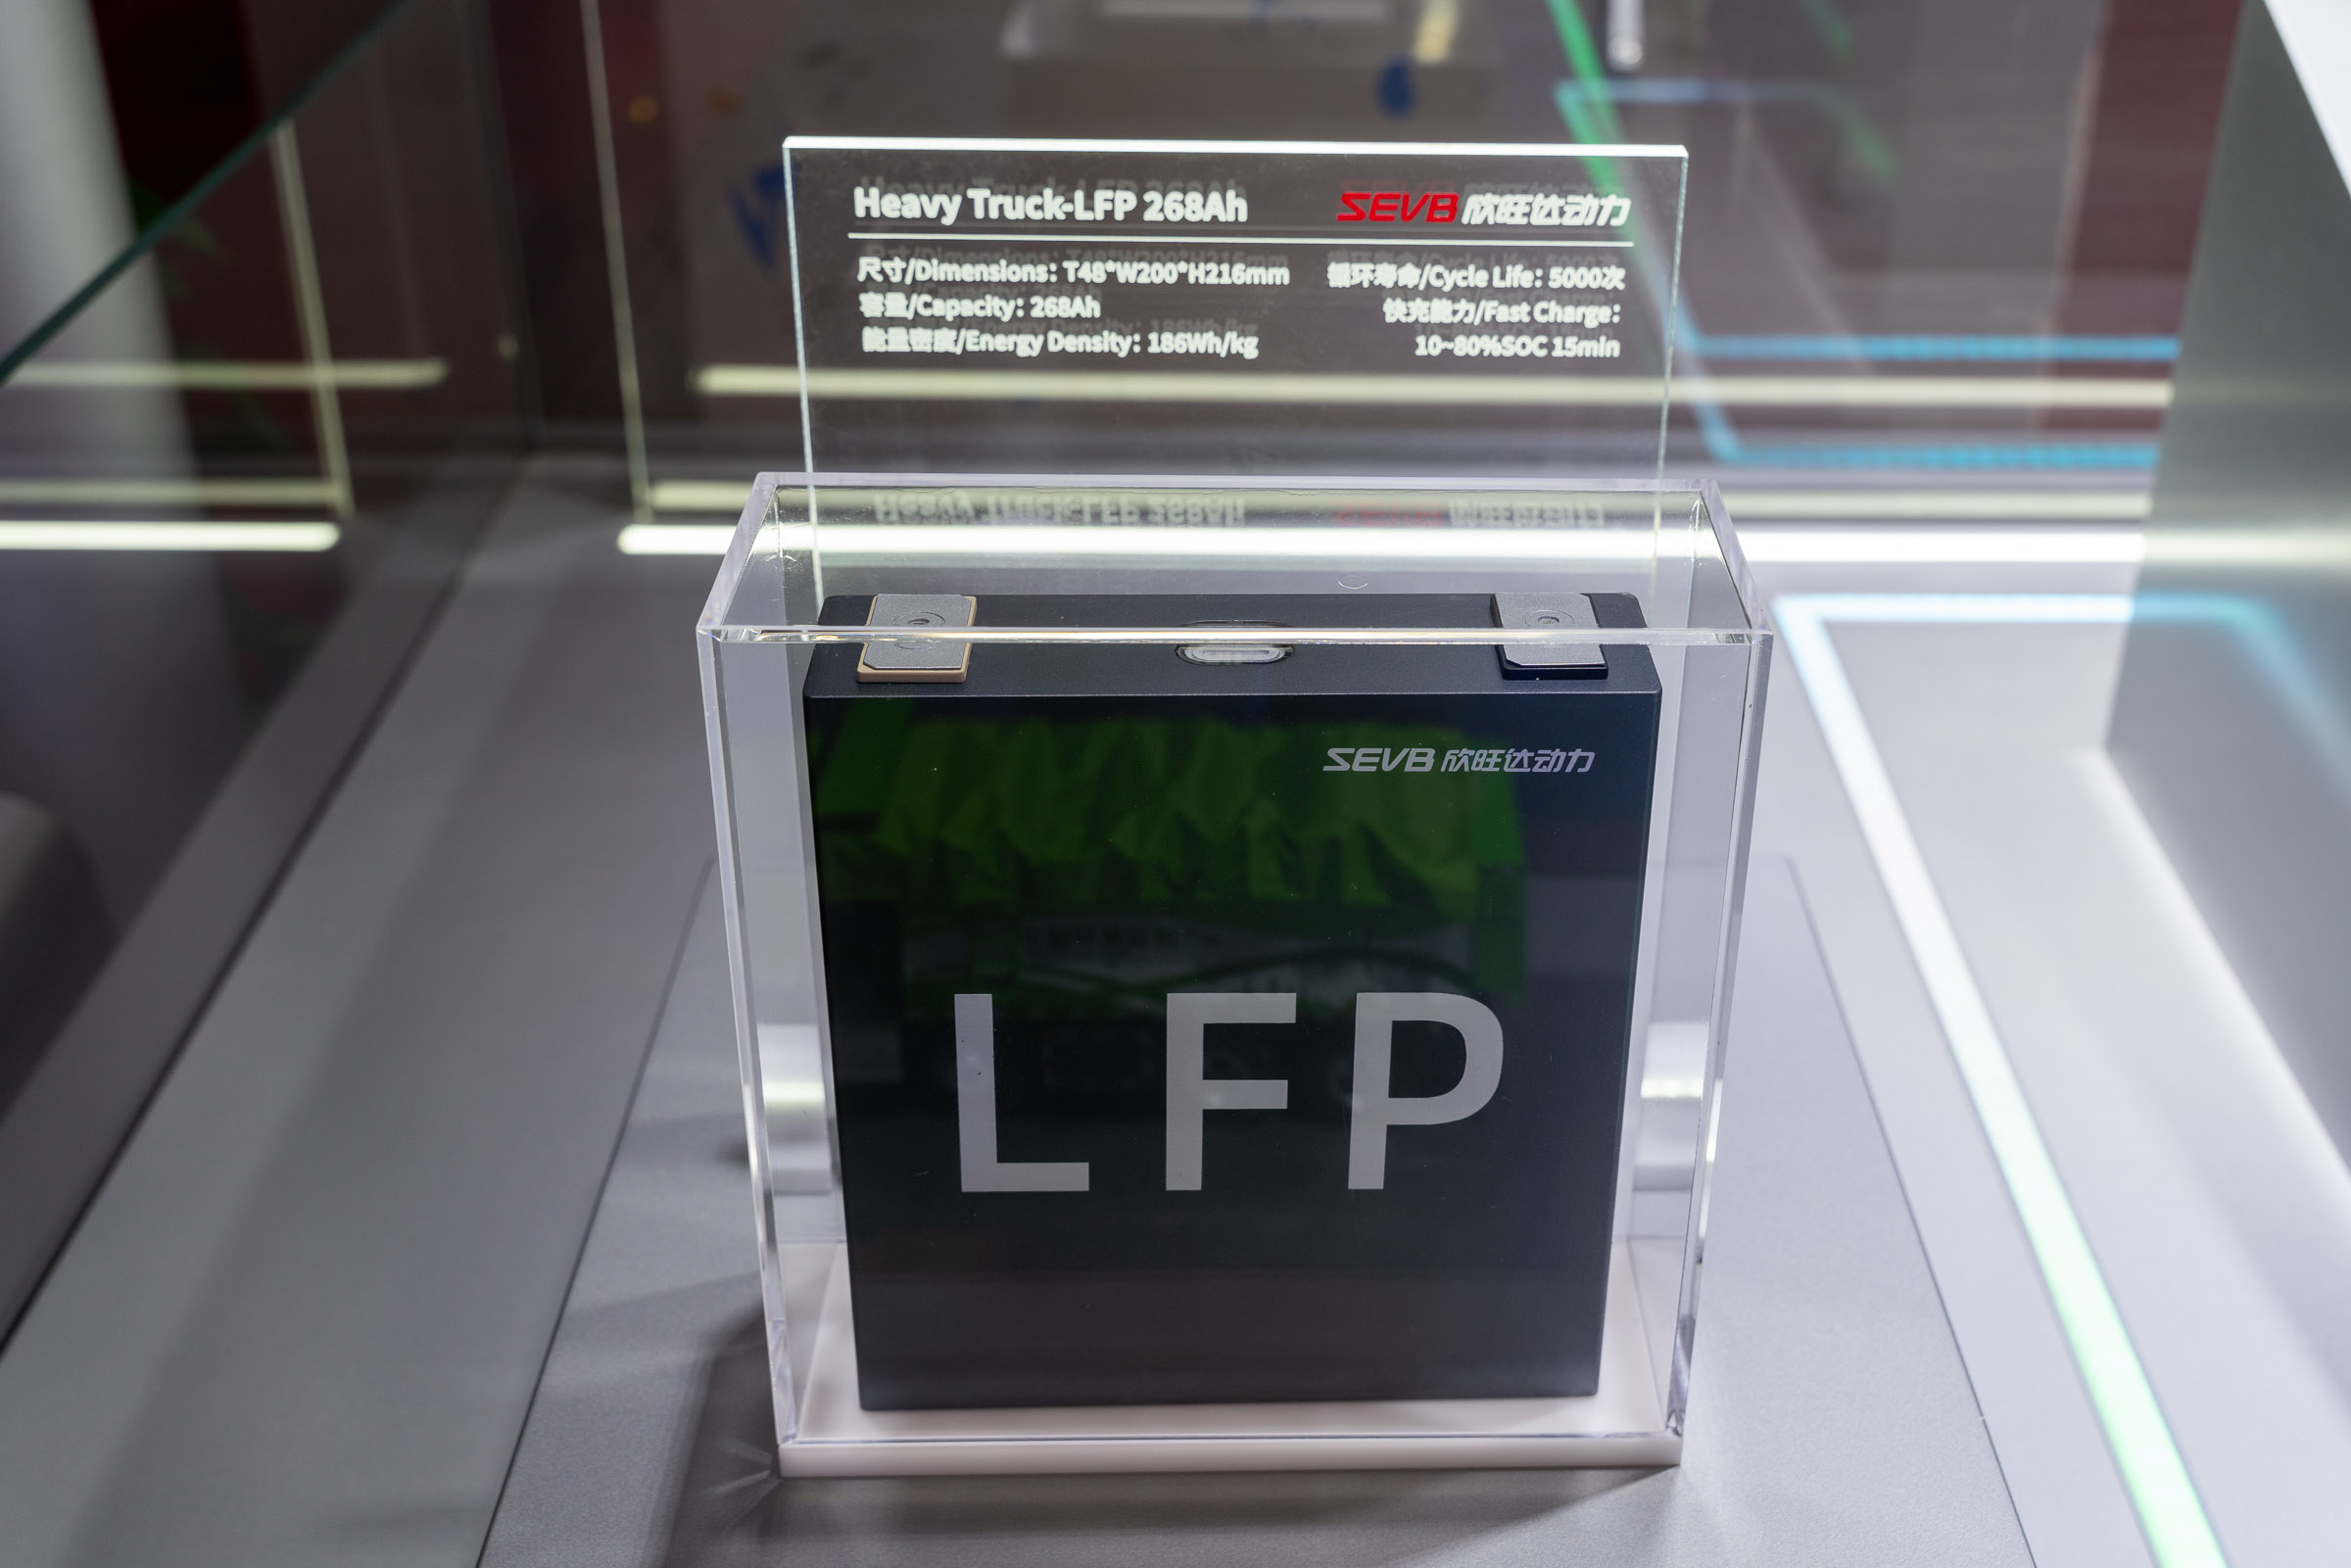 Heavy Truck-LFP 268Ah
SEVB 欣旺达动力
尺寸/Dimensions: T48*W200*H216mm
容量/Capacity: 268Ah
能量密度/Energy Density: 186Wh/kg
循环寿命/Cycle Life: 5000次
快充能力/Fast Charge:
10~80%SOC 15min
SEVB 欣旺达动力
LFP